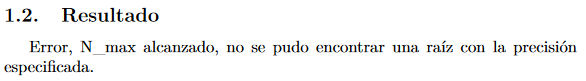 1.2. Resultado
Error, N_max alcanzado, no se pudo encontrar una raíz con la precisión
especificada.